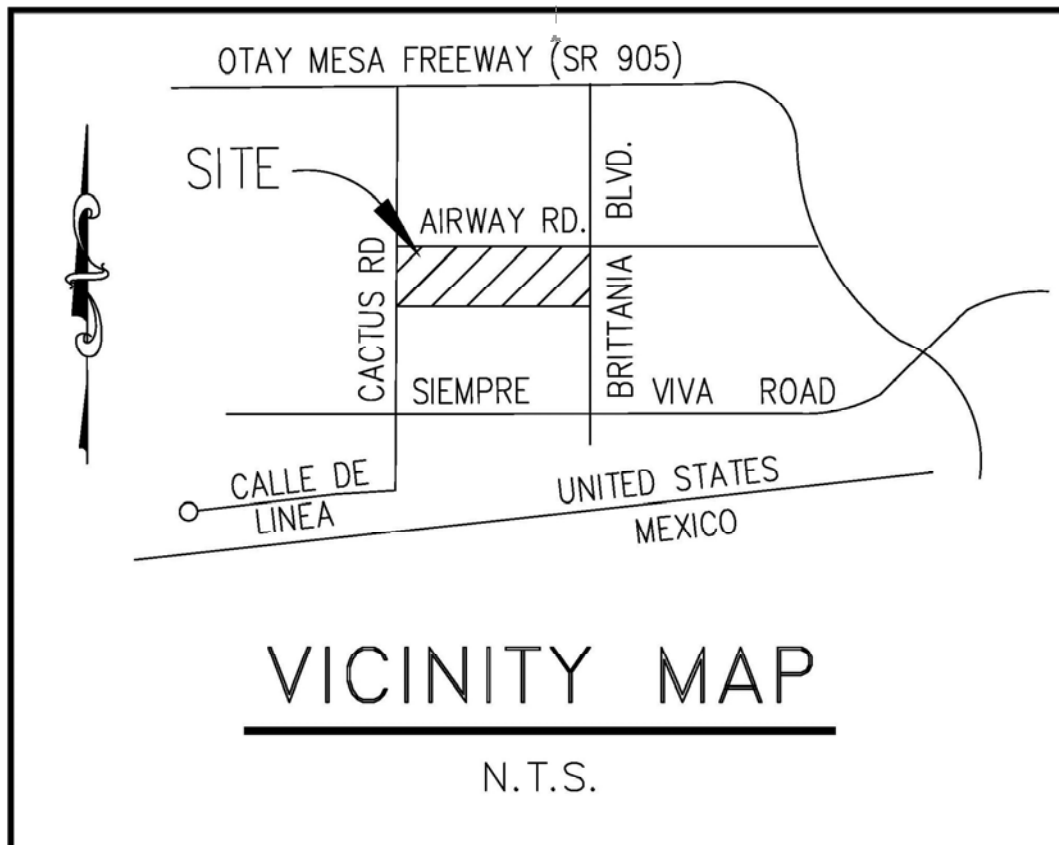 OTAY MESA FREEWAY (SR 905)
SITE
AIRWAY RD.
BLVD.
BRITTANIA
CACTUS RD
SIEMPRE VIVA ROAD
CALLE DE
LINEA
UNITED STATES
MEXICO
VICINITY MAP
N.T.S.